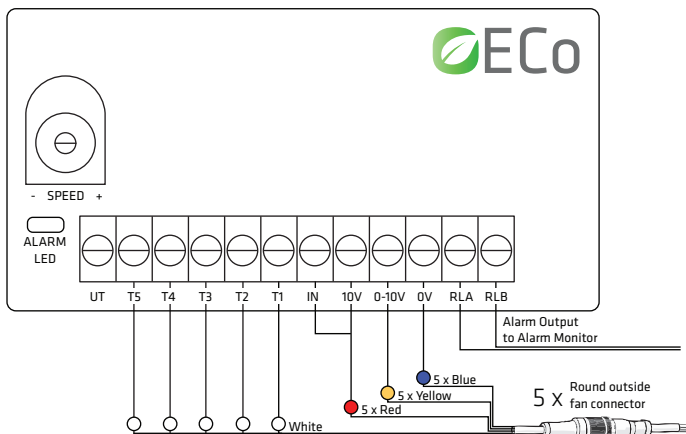 ECo
- SPEED +
ALARM
LED
UT T5 T4 T3 T2 T1 IN 10V 0-10V 0V RLA RLB
Alarm Output
to Alarm Monitor
5 x Blue
5 x Yellow
5 x Red
White
5 x Round outside
fan connector